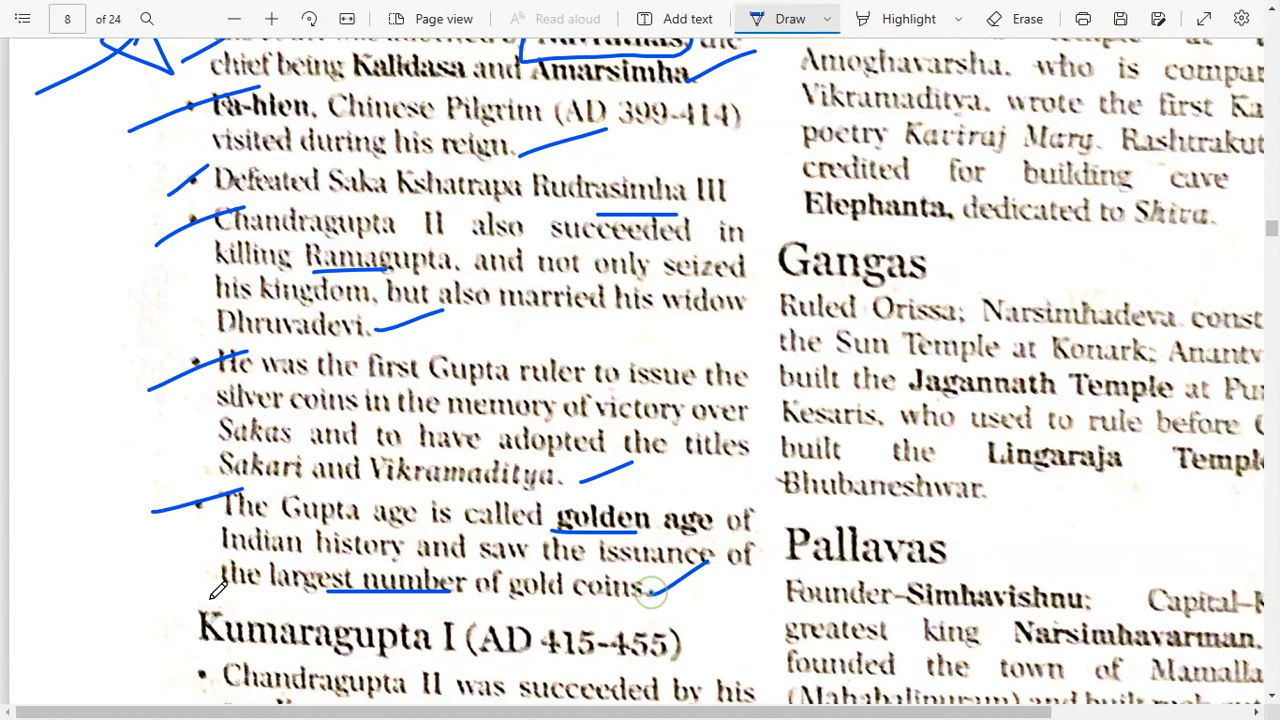 8 of 24
Page view
Read aloud
Add text
Draw
Highlight
Erase
chief being Kalidasa and Amarsimha
• Fa-hien, Chinese Pilgrim (AD 399-414)
visited during his reign.
• Defeated Saka Kshatrapa Rudrasimha III
• Chandragupta II also succeeded in
killing Ramagupta, and not only seized
his kingdom, but also married his widow
Dhruvadevi.
• He was the first Gupta ruler to issue the
silver coins in the memory of victory over
Sakas and to have adopted the titles
Sakari and Vikramaditya.
• The Gupta age is called golden age of
Indian history and saw the issuance of
the largest number of gold coins.
Kumaragupta I (AD 415-455)
• Chandragupta II was succeeded by his
Amoghavarsha, who is compar
Vikramaditya, wrote the first Ka
poetry Kaviraj Marg. Rashtrakut
credited for building cave
Elephanta, dedicated to Shiva.
Gangas
Ruled Orissa; Narsimhadeva const
the Sun Temple at Konark; Anantv
built the Jagannath Temple at Pur
Kesaris, who used to rule before G
built the Lingaraja Temple
Bhubaneshwar.
Pallavas
Founder–Simhavishnu; Capital–K
greatest king Narsimhavarman,
founded the town of Mamalla
(Mahabalipuram) and built rock